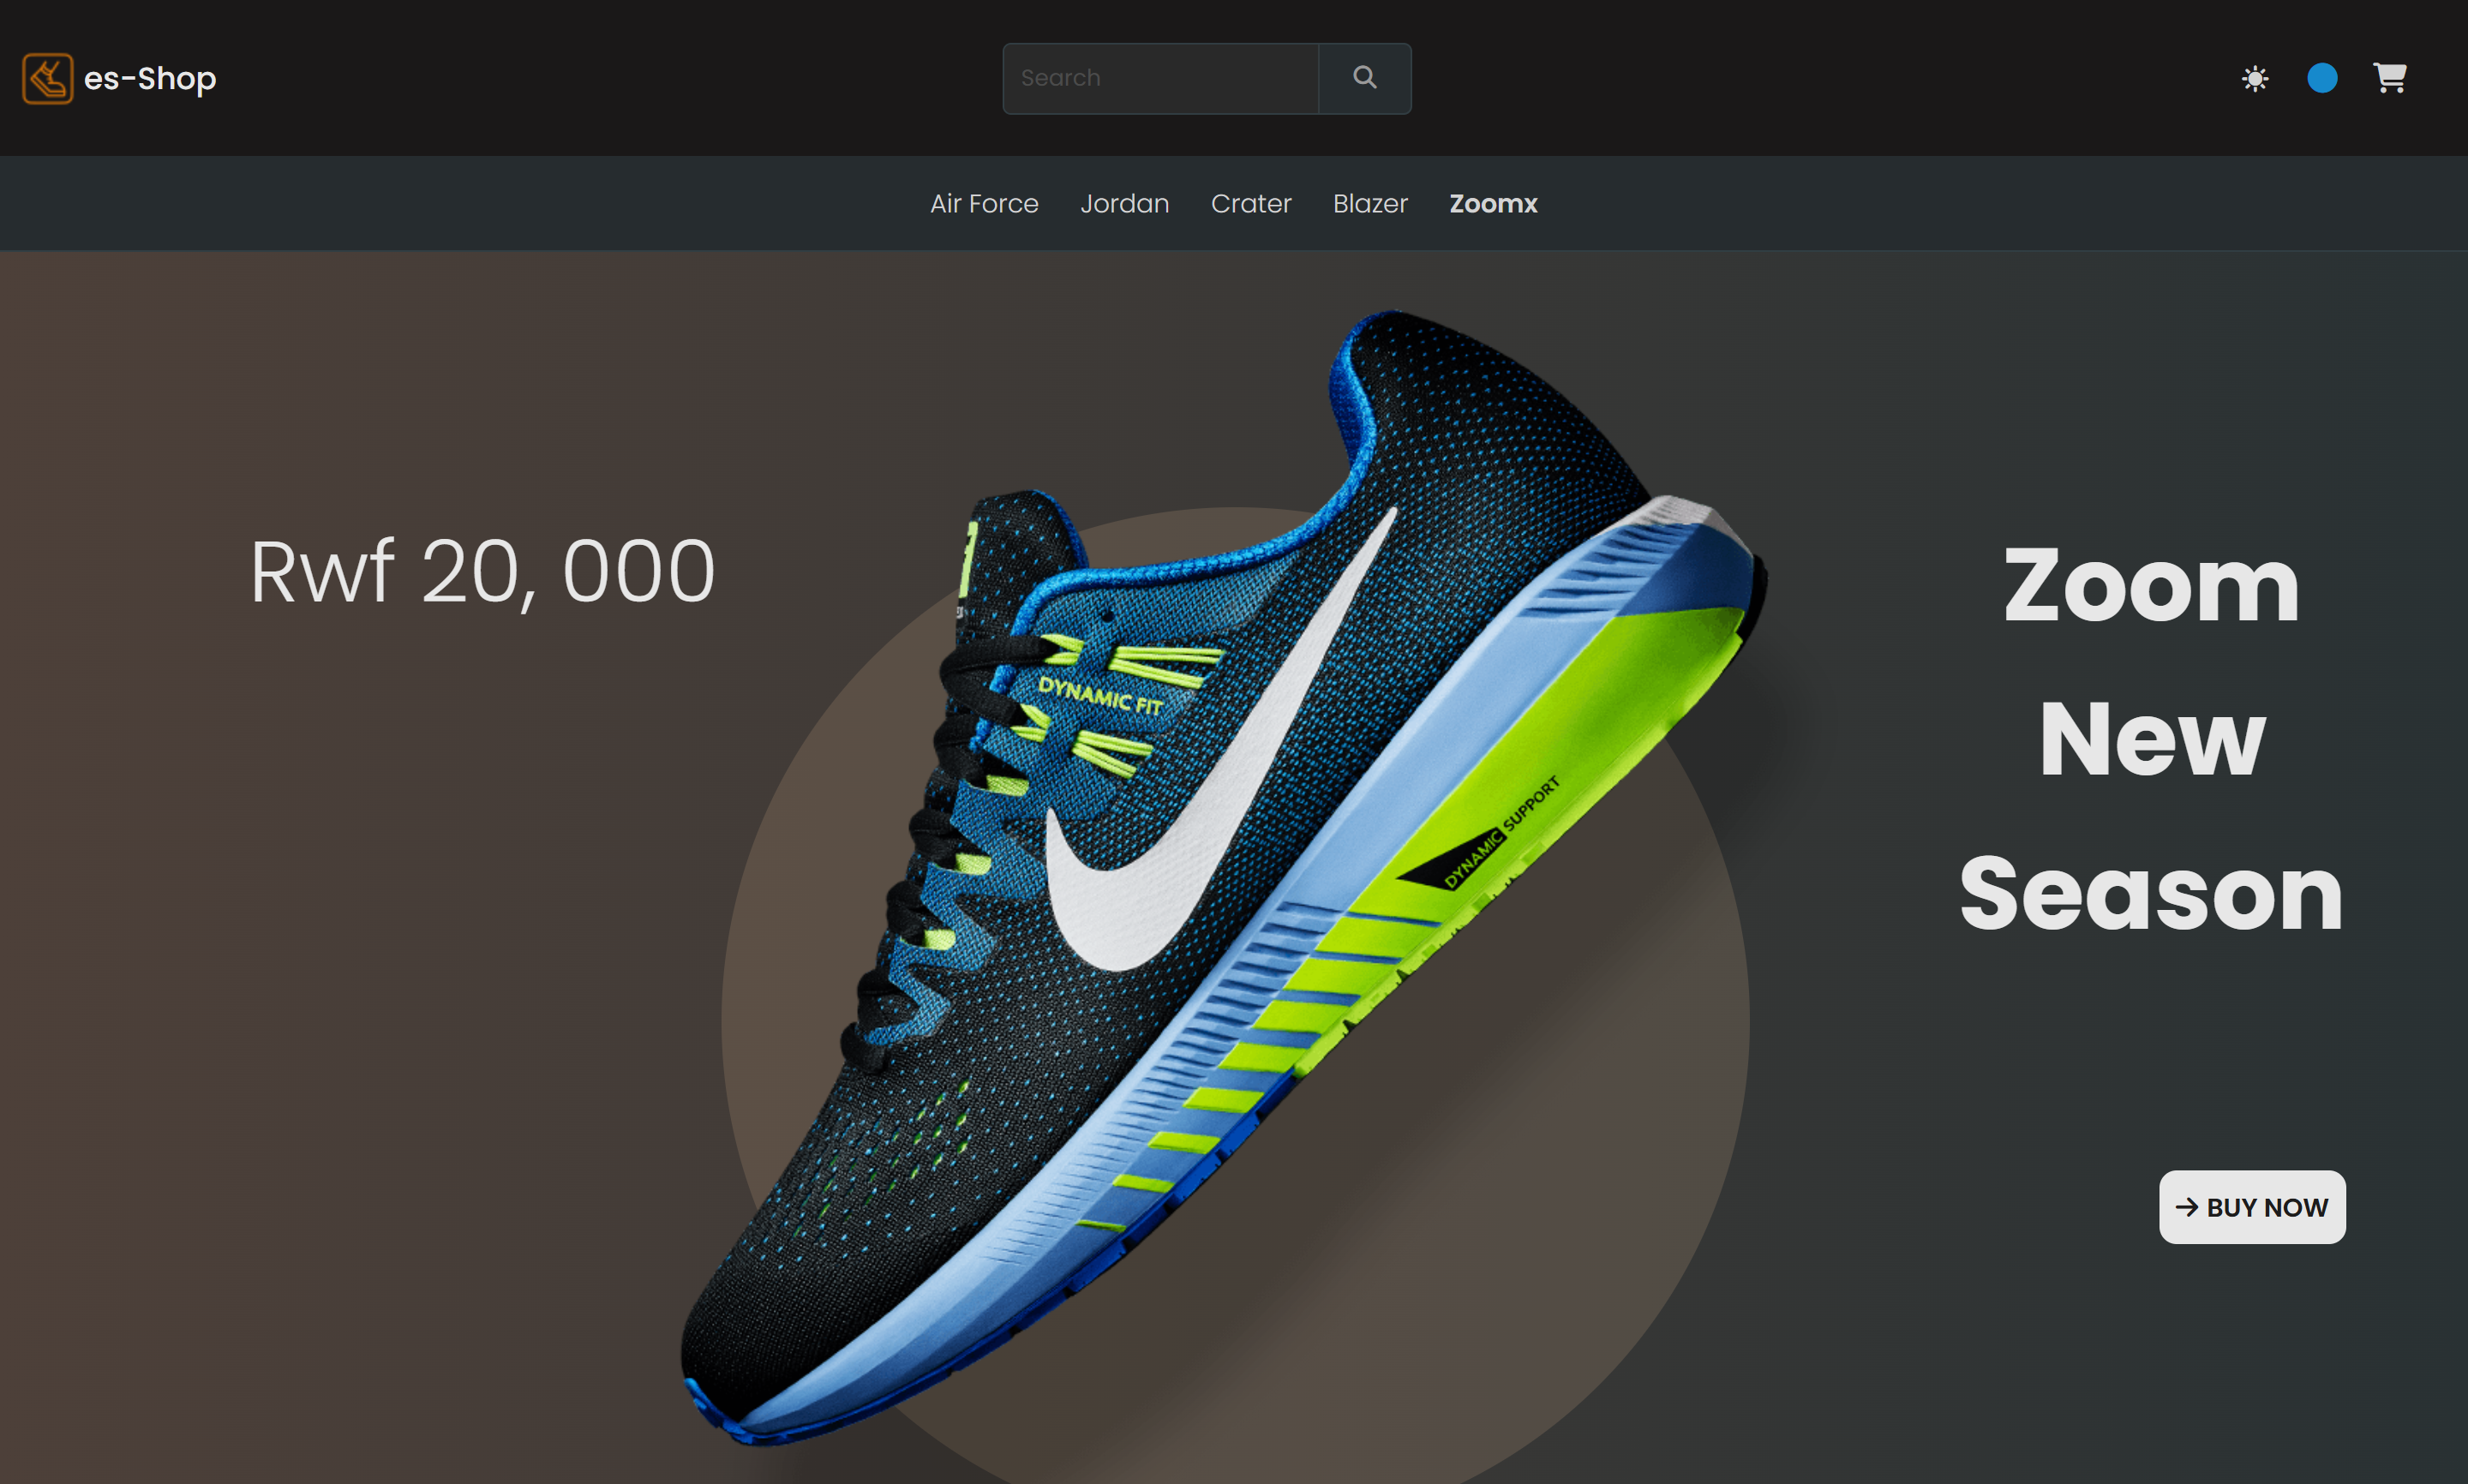 es-Shop
Search
Air Force
Jordan
Crater
Blazer
Zoomx
Rwf 20, 000
DYNAMIC FIT
DYNAMIC SUPPORT
Zoom
New
Season
BUY NOW